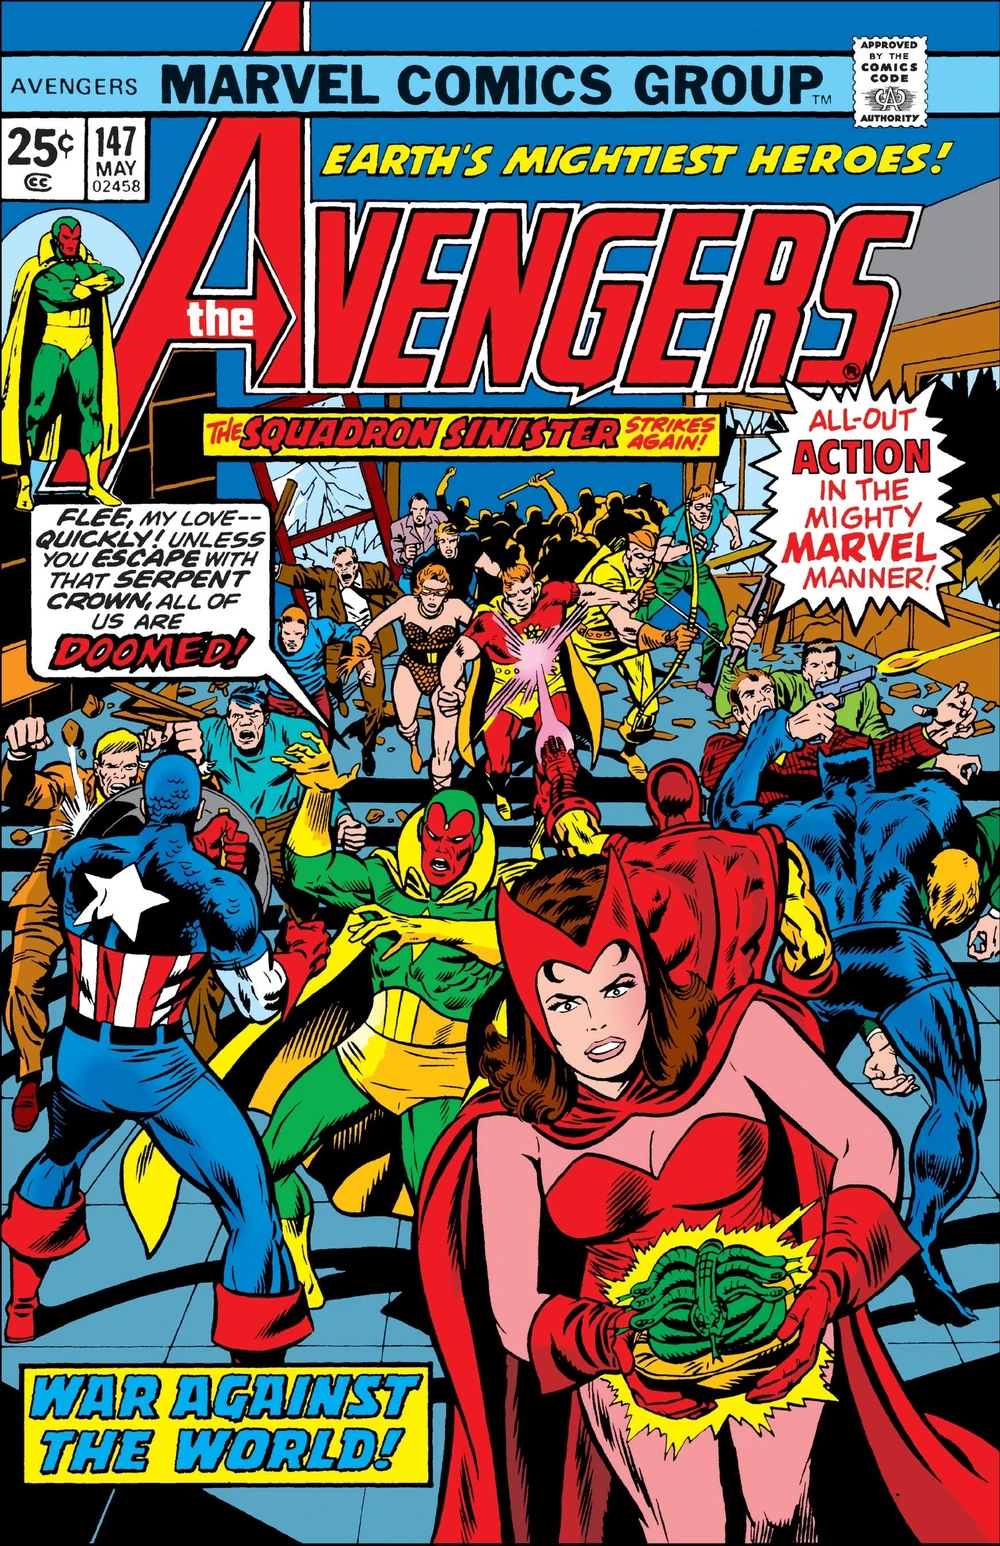 AVENGERS
MARVEL COMICS GROUP™
APPROVED
BY THE
COMICS
CODE
CA
AUTHORITY
25¢
CC
147
MAY
02458
EARTH'S MIGHTIEST HEROES!
the AVENGERS®
THE SQUADRON SINISTER STRIKES
AGAIN!
ALL-OUT
ACTION
IN THE
MIGHTY
MARVEL
MANNER!
FLEE, MY LOVE--
QUICKLY! UNLESS
YOU ESCAPE WITH
THAT SERPENT
CROWN, ALL OF
US ARE
DOOMED!
WAR AGAINST
THE WORLD!